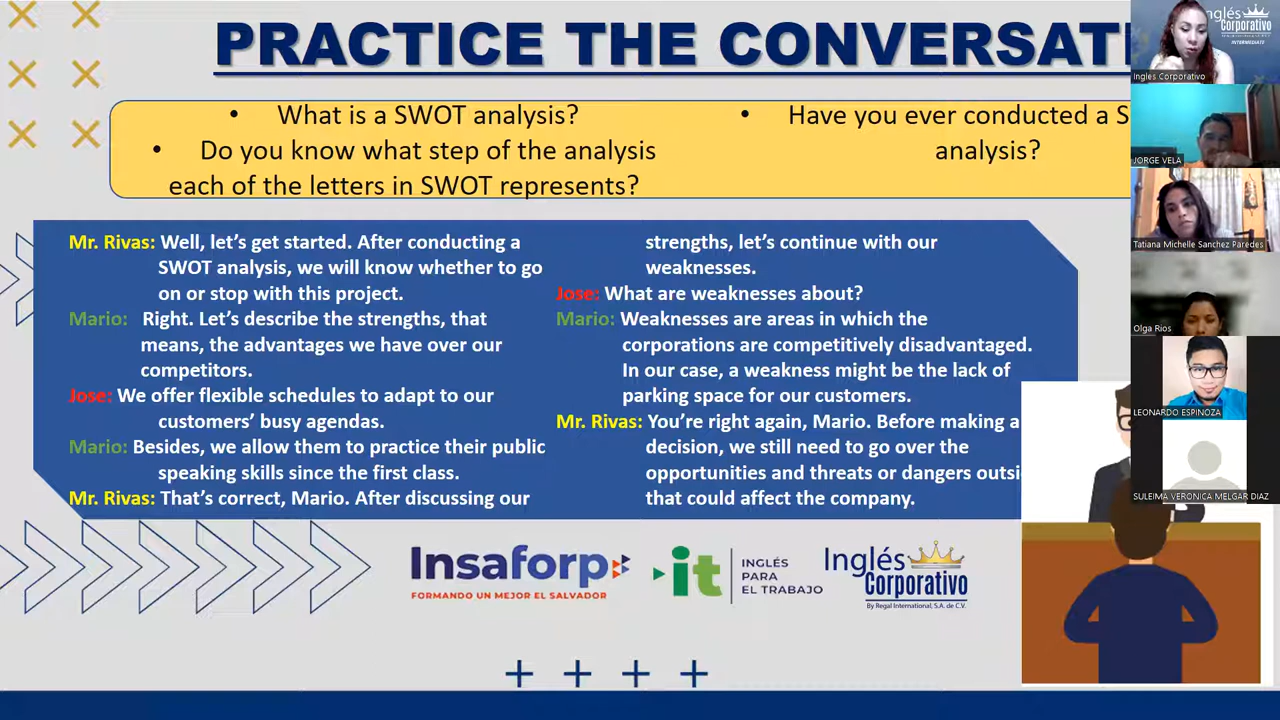 PRACTICE THE CONVERSATI
• What is a SWOT analysis?
• Do you know what step of the analysis
each of the letters in SWOT represents?
• Have you ever conducted a S
analysis?
Mr. Rivas: Well, let's get started. After conducting a
SWOT analysis, we will know whether to go
on or stop with this project.
Mario: Right. Let's describe the strengths, that
means, the advantages we have over our
competitors.
Jose: We offer flexible schedules to adapt to our
customers' busy agendas.
Mario: Besides, we allow them to practice their public
speaking skills since the first class.
Mr. Rivas: That's correct, Mario. After discussing our
strengths, let's continue with our
weaknesses.
Jose: What are weaknesses about?
Mario: Weaknesses are areas in which the
corporations are competitively disadvantaged.
In our case, a weakness might be the lack of
parking space for our customers.
Mr. Rivas: You're right again, Mario. Before making a
decision, we still need to go over the
opportunities and threats or dangers outsi
that could affect the company.
Insaforp
FORMANDO UN MEJOR EL SALVADOR
it
INGLÉS
PARA
EL TRABAJO
Inglés
Corporativo
By Regal International, S.A. de C.V.
nglés
Corporativo
INTERMEDIATE
Ingles Corporativo
JORGE VELA
Tatiana Michelle Sanchez Paredes
Olga Rios
LEONARDO ESPINOZA
SULEIMA VERONICA MELGAR DIAZ